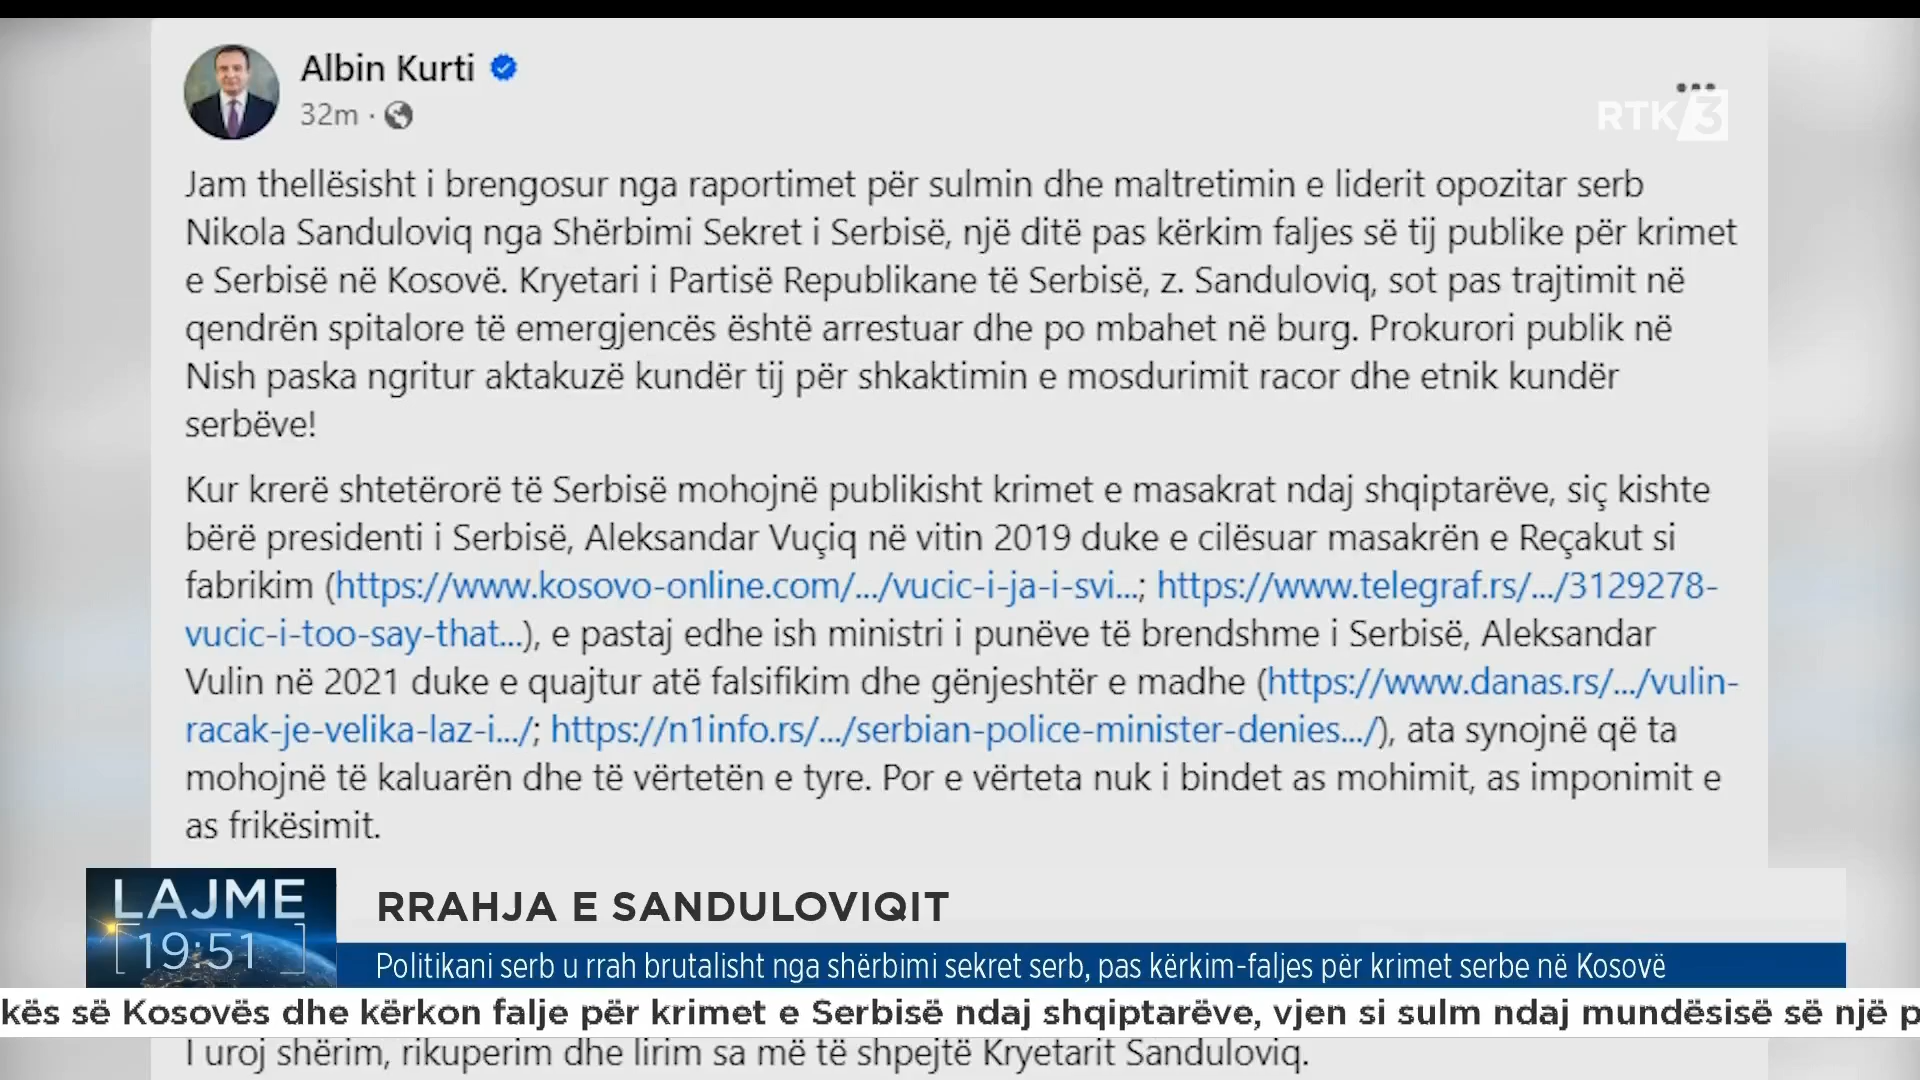 Albin Kurti
32m ·
RTK 3
Jam thellësisht i brengosur nga raportimet për sulmin dhe maltretimin e liderit opozitar serb
Nikola Sanduloviq nga Shërbimi Sekret i Serbisë, një ditë pas kërkim faljes së tij publike për krimet
e Serbisë në Kosovë. Kryetari i Partisë Republikane të Serbisë, z. Sanduloviq, sot pas trajtimit në
qendrën spitalore të emergjencës është arrestuar dhe po mbahet në burg. Prokurori publik në
Nish paska ngritur aktakuzë kundër tij për shkaktimin e mosdurimit racor dhe etnik kundër
serbëve!
Kur krerë shtetërorë të Serbisë mohojnë publikisht krimet e masakrat ndaj shqiptarëve, siç kishte
bërë presidenti i Serbisë, Aleksandar Vuçiq në vitin 2019 duke e cilësuar masakrën e Reçakut si
fabrikim (https://www.kosovo-online.com/.../vucic-i-ja-i-svi...; https://www.telegraf.rs/.../3129278-
vucic-i-too-say-that...), e pastaj edhe ish ministri i punëve të brendshme i Serbisë, Aleksandar
Vulin në 2021 duke e quajtur atë falsifikim dhe gënjeshtër e madhe (https://www.danas.rs/.../vulin-
racak-je-velika-laz-i.../; https://n1info.rs/.../serbian-police-minister-denies.../), ata synojnë që ta
mohojnë të kaluarën dhe të vërtetën e tyre. Por e vërteta nuk i bindet as mohimit, as imponimit e
as frikësimit.
LAJME
19:51
RRAHJA E SANDULOVIQIT
Politikani serb u rrah brutalisht nga shërbimi sekret serb, pas kërkim-faljes për krimet serbe në Kosovë
kës së Kosovës dhe kërkon falje për krimet e Serbisë ndaj shqiptarëve, vjen si sulm ndaj mundësisë së një p
I uroj shërim, rikuperim dhe lirim sa më të shpejtë Kryetarit Sanduloviq.